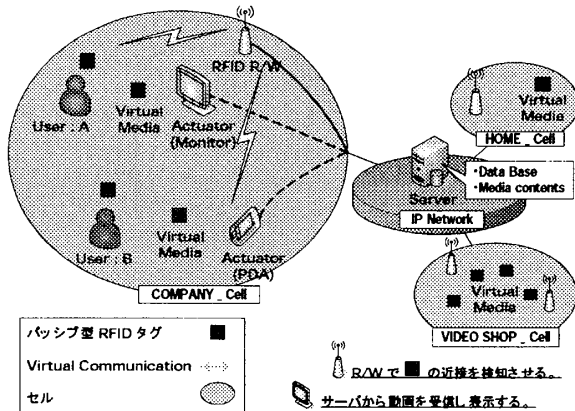 RFID R/W
User : A
Virtual
Media
Actuator
(Monitor)
User : B
Virtual
Media
Actuator
(PDA)
COMPANY _ Cell
Virtual
Media
HOME _ Cell
・Data Base
・Media contents
Server
IP Network
Virtual
Media
VIDEO SHOP _ Cell
パッシブ型 RFID タグ
Virtual Communication
セル
R/W で の近接を検知させる。
サーバから動画を受信し表示する。